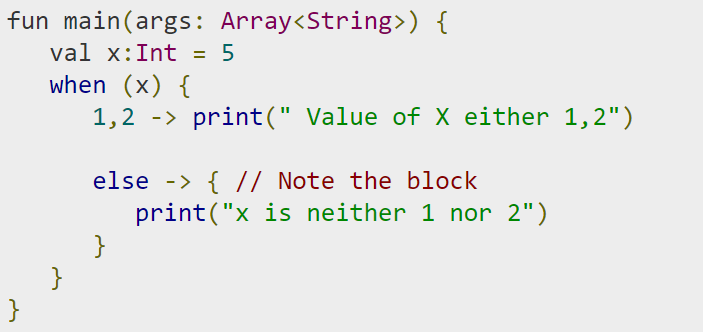 fun main(args: Array<String>) {
   val x:Int = 5
   when (x) {
      1,2 -> print(" Value of X either 1,2")

      else -> { // Note the block
         print("x is neither 1 nor 2")
      }
   }
}